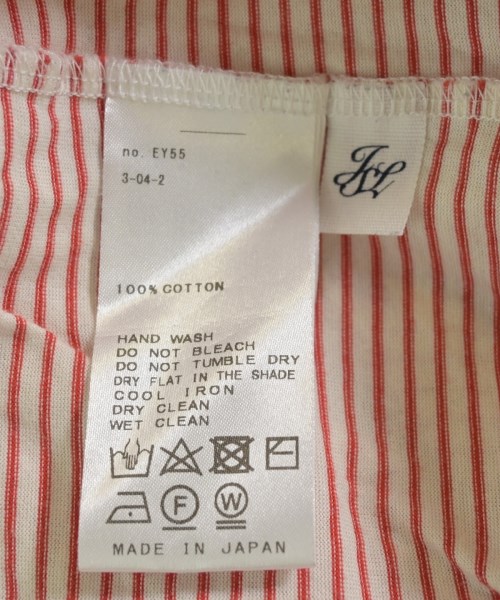 no. EY55
3-04-2
100% COTTON
HAND WASH
DO NOT BLEACH
DO NOT TUMBLE DRY
DRY FLAT IN THE SHADE
COOL IRON
DRY CLEAN
WET CLEAN
F
W
MADE IN JAPAN